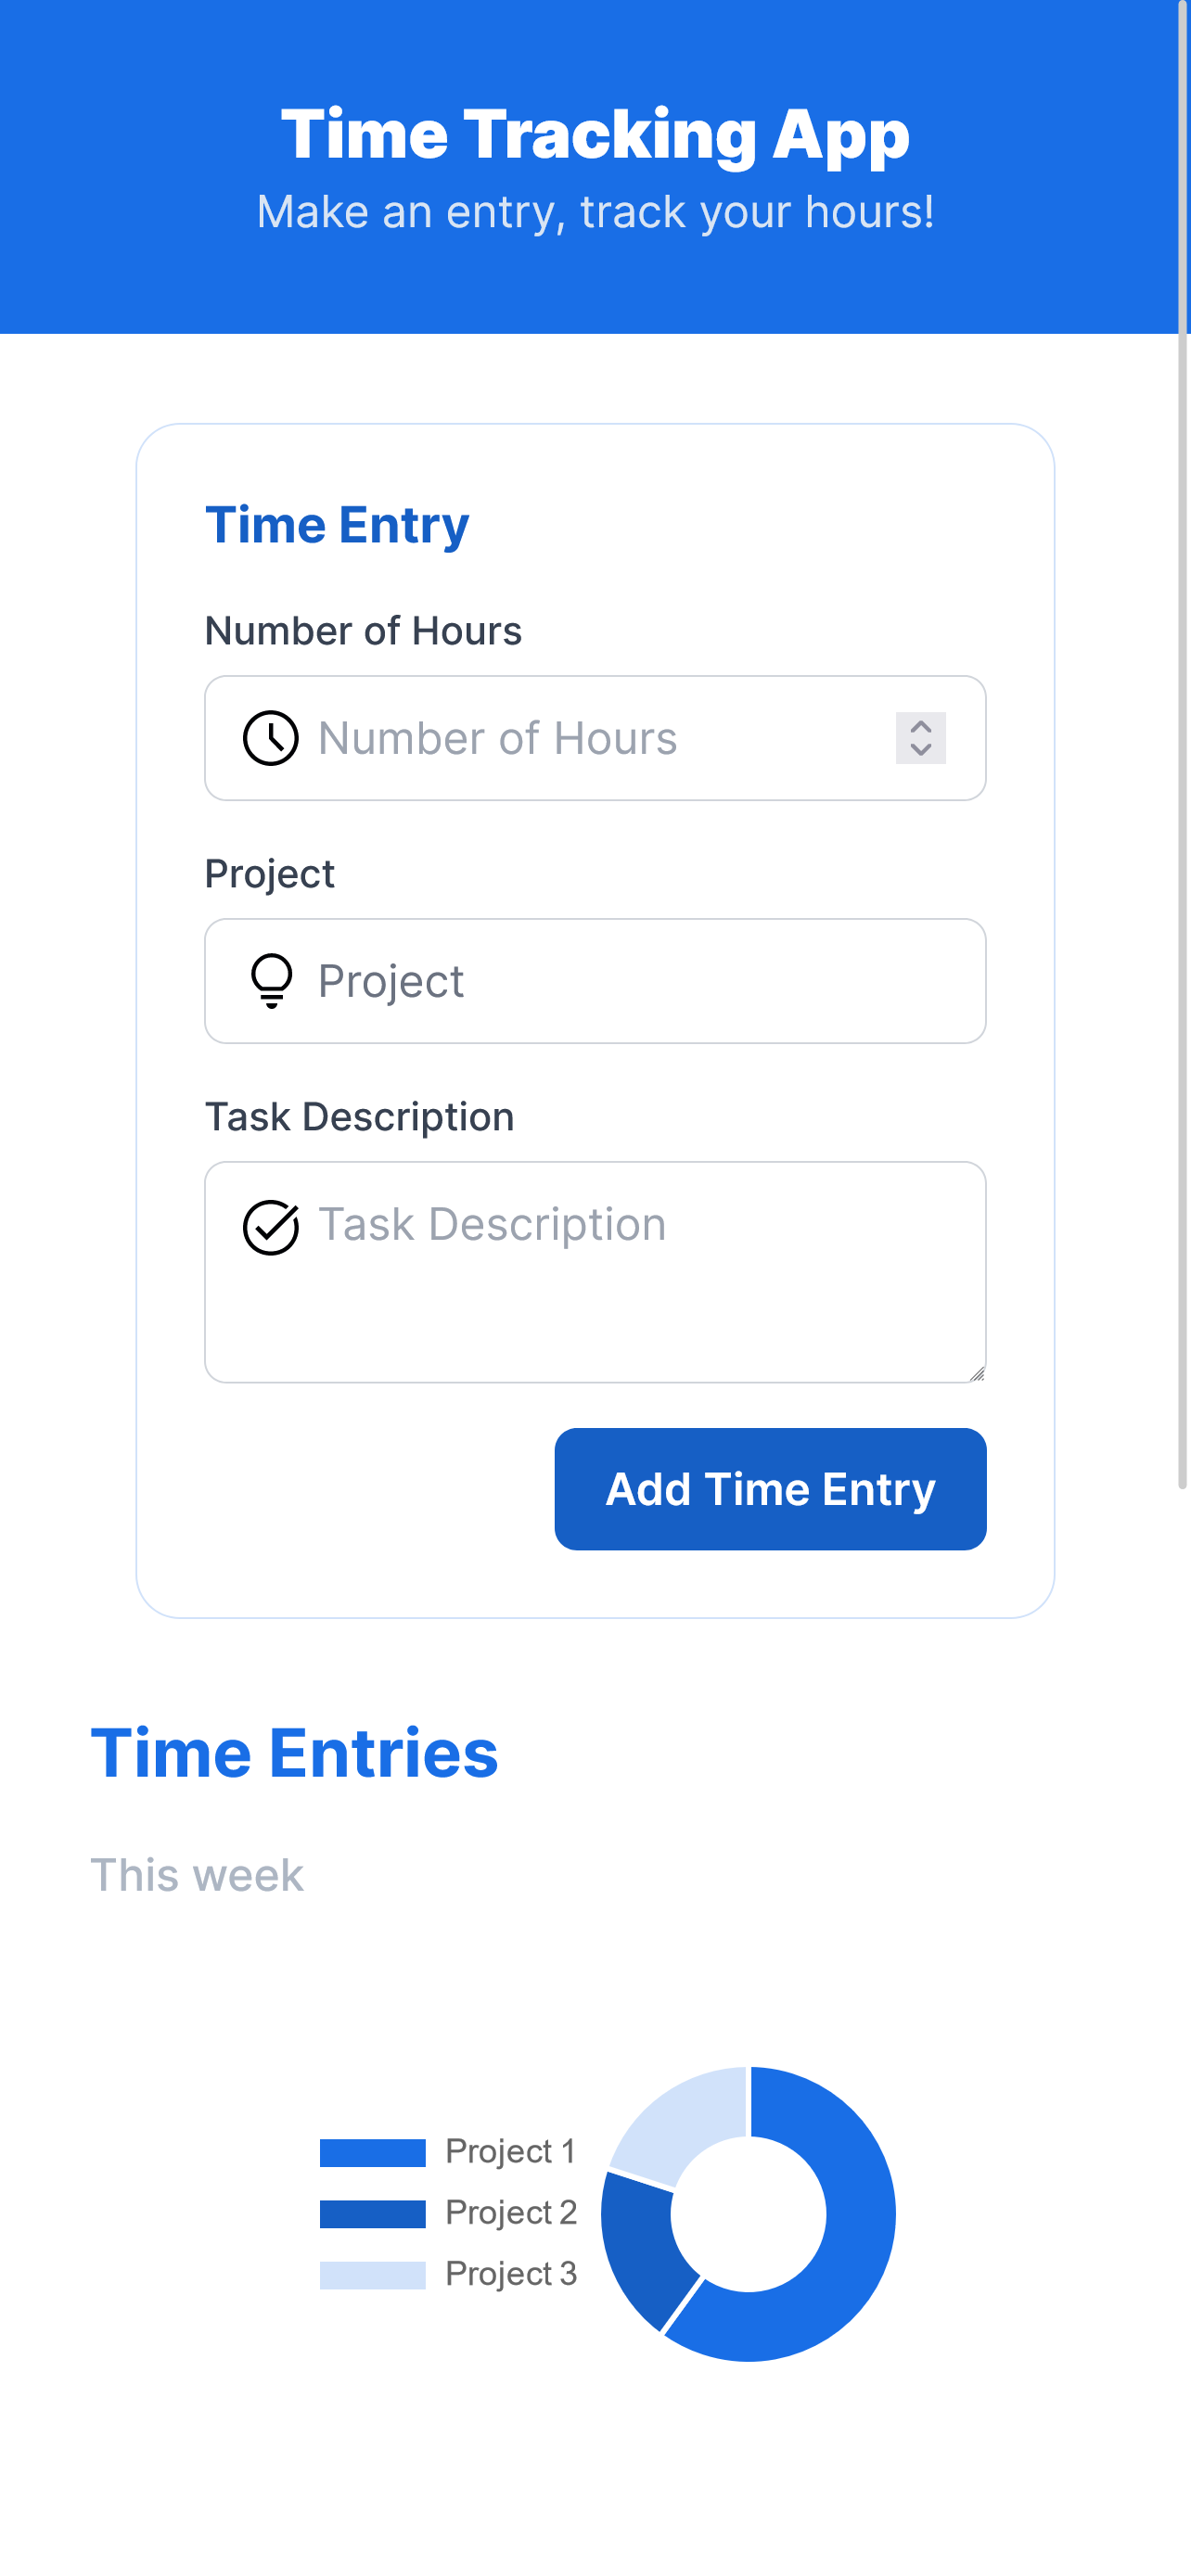 Time Tracking App
Make an entry, track your hours!
Time Entry
Number of Hours
Number of Hours
Project
Project
Task Description
Task Description
Add Time Entry
Time Entries
This week
Project 1
Project 2
Project 3